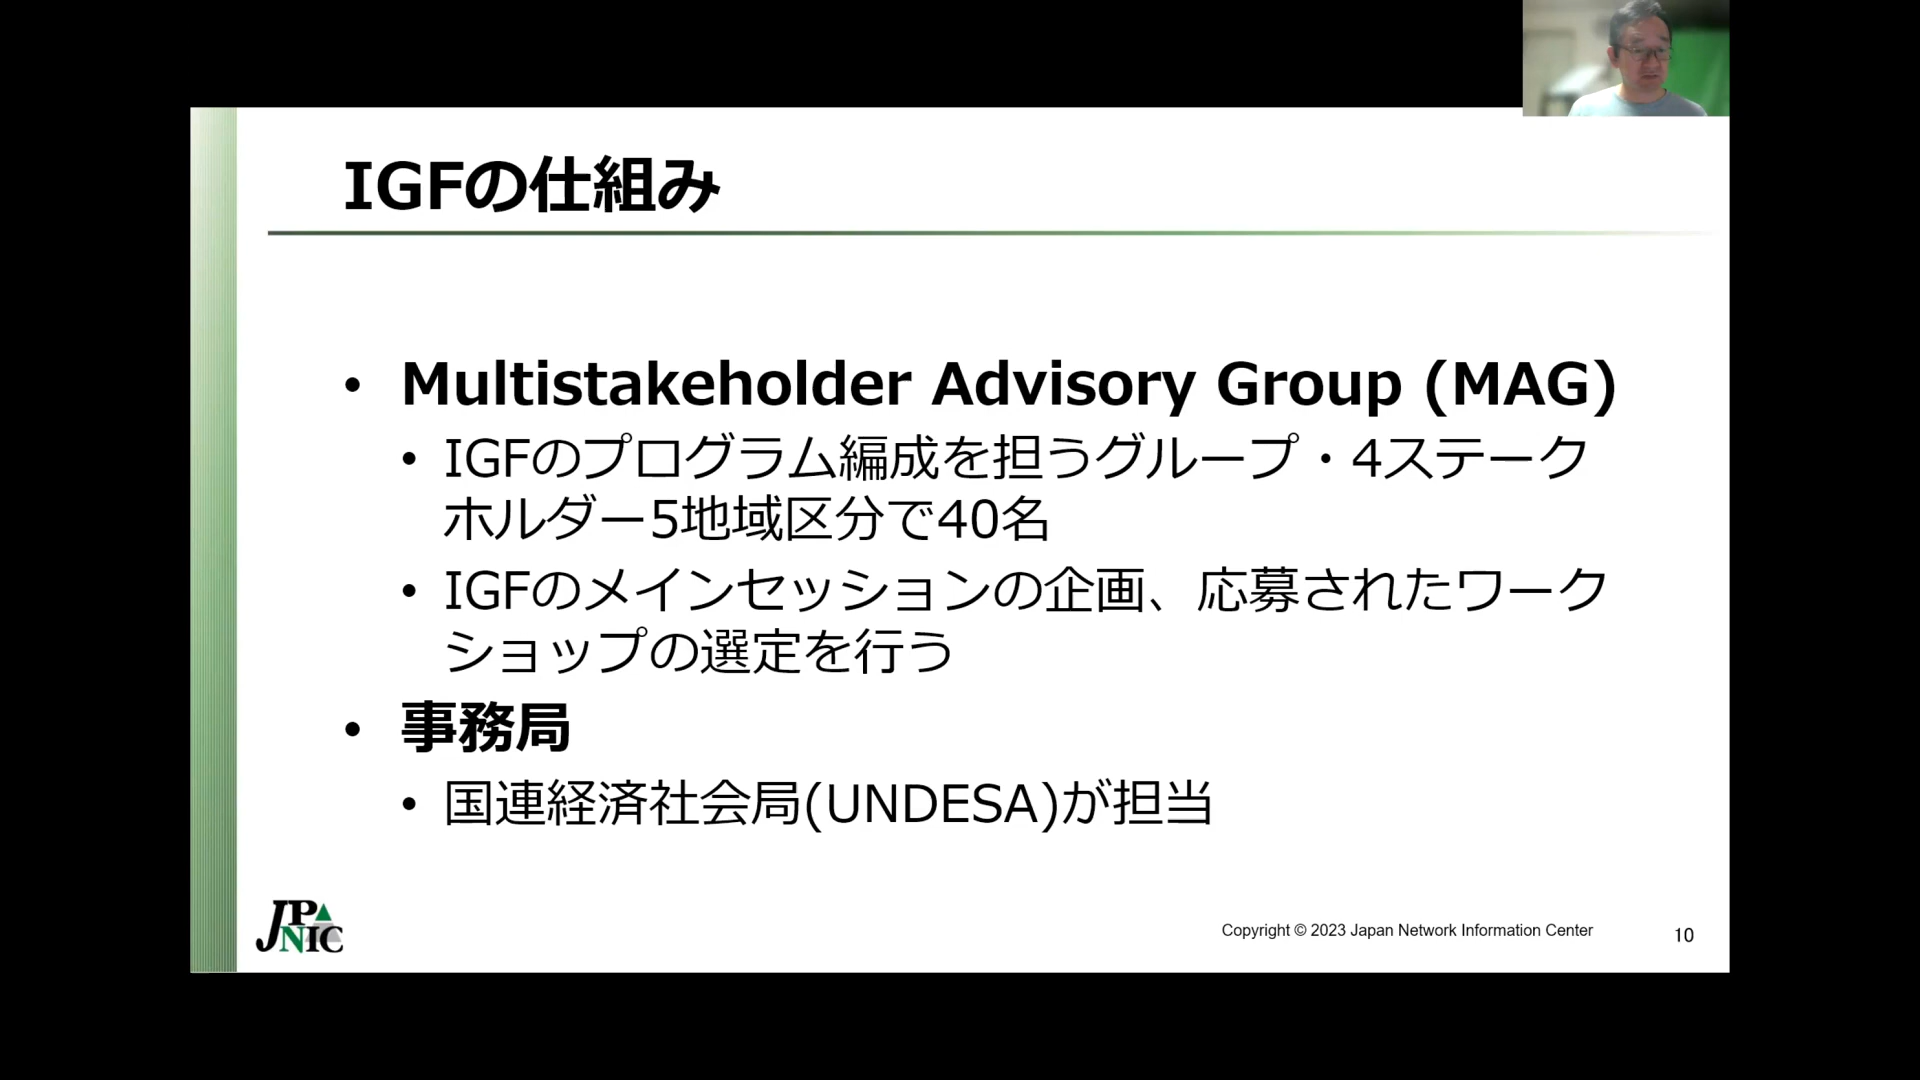 IGFの仕組み
• Multistakeholder Advisory Group (MAG)
• IGFのプログラム編成を担うグループ・4ステーク
ホルダー5地域区分で40名
• IGFのメインセッションの企画、応募されたワーク
ショップの選定を行う
• 事務局
• 国連経済社会局(UNDESA)が担当
JPNIC
Copyright © 2023 Japan Network Information Center
10